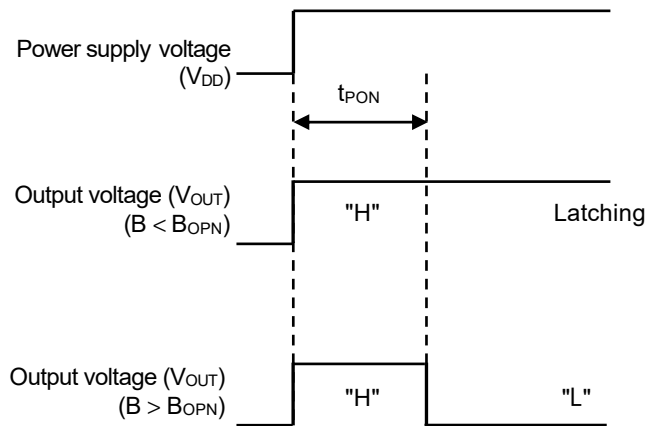 Power supply voltage
(VDD)
tPON
Output voltage (VOUT)
(B < BOPN)
"H"
Latching
Output voltage (VOUT)
(B > BOPN)
"H"
"L"